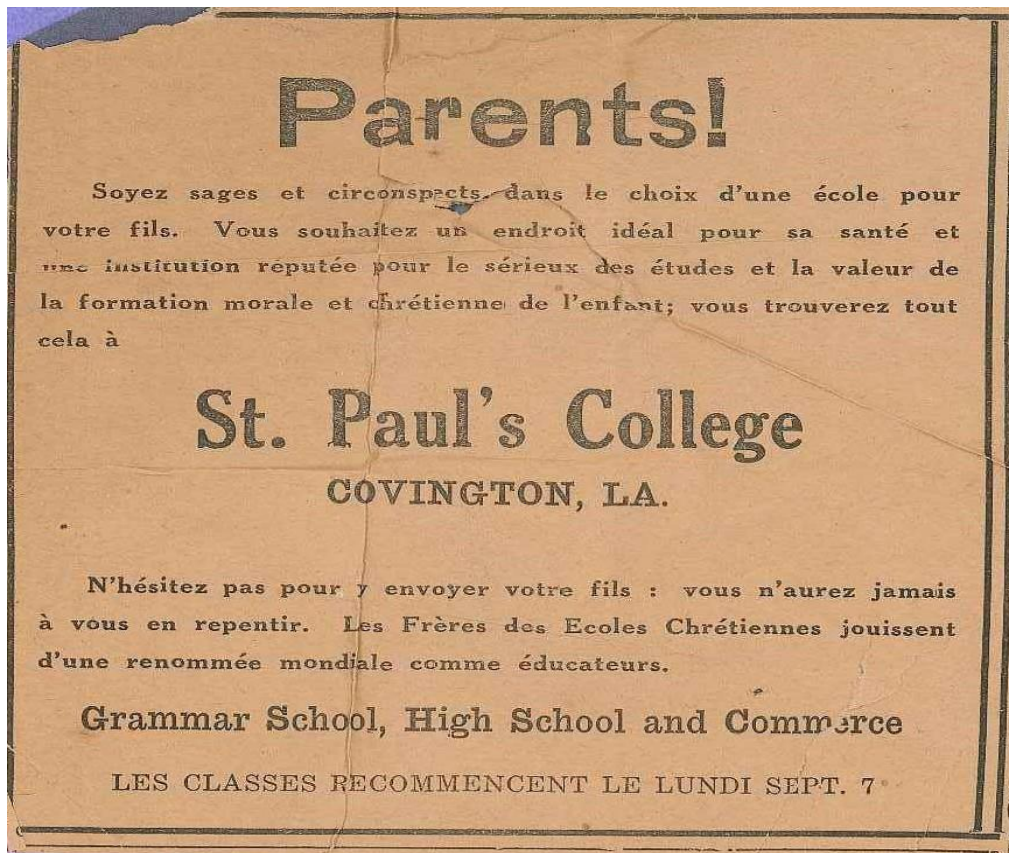 Parents!
Soyez sages et circonspects dans le choix d'une école pour
votre fils. Vous souhaitez un endroit idéal pour sa santé et
une institution réputée pour le sérieux des études et la valeur de
la formation morale et chrétienne de l'enfant; vous trouverez tout
cela à
St. Paul's College
COVINGTON, LA.
N'hésitez pas pour y envoyer votre fils : vous n'aurez jamais
à vous en repentir. Les Frères des Ecoles Chrétiennes jouissent
d'une renommée mondiale comme éducateurs.
Grammar School, High School and Commerce
LES CLASSES RECOMMENCENT LE LUNDI SEPT. 7